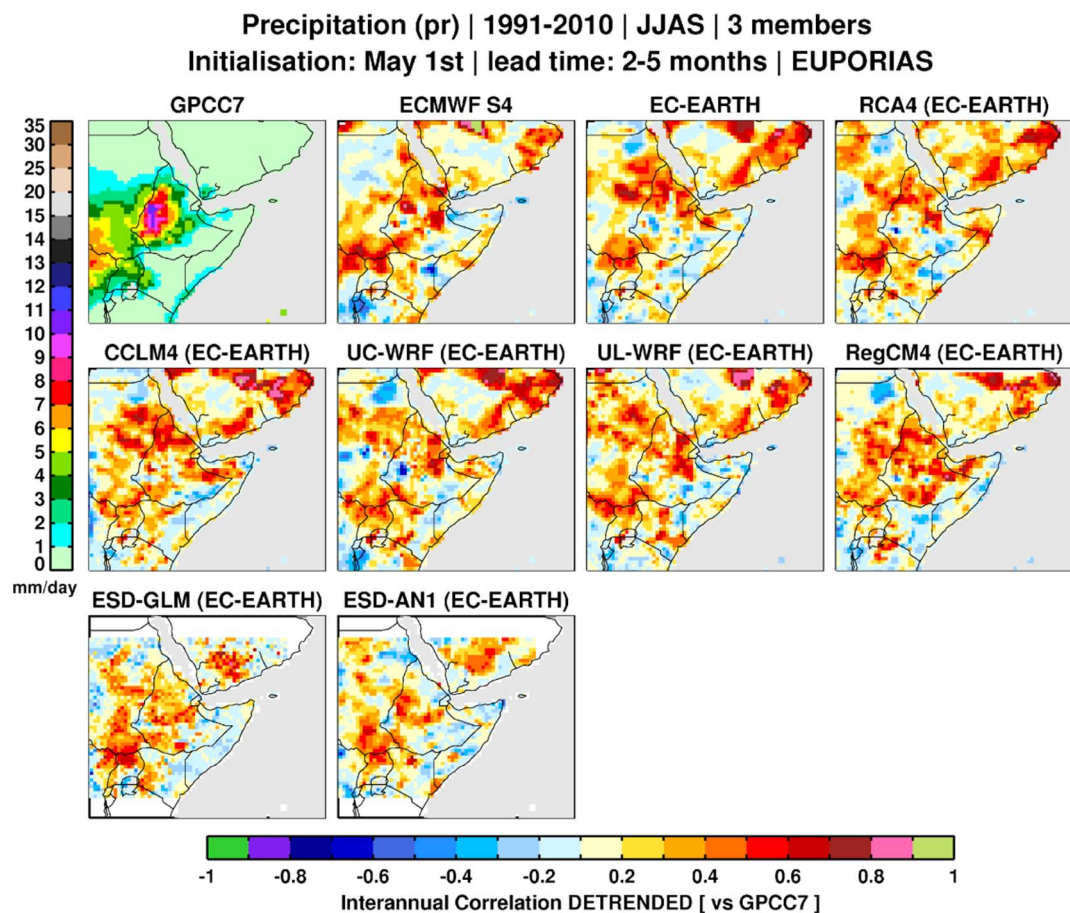 Precipitation (pr) | 1991-2010 | JJAS | 3 members
Initialisation: May 1st | lead time: 2-5 months | EUPORIAS
GPCC7
ECMWF S4
EC-EARTH
RCA4 (EC-EARTH)
35
30
25
20
15
14
13
12
11
10
9
8
7
6
5
4
3
2
1
0
mm/day
CCLM4 (EC-EARTH)
UC-WRF (EC-EARTH)
UL-WRF (EC-EARTH)
RegCM4 (EC-EARTH)
ESD-GLM (EC-EARTH)
ESD-AN1 (EC-EARTH)
-1 -0.8 -0.6 -0.4 -0.2 0.2 0.4 0.6 0.8 1
Interannual Correlation DETRENDED [ vs GPCC7 ]